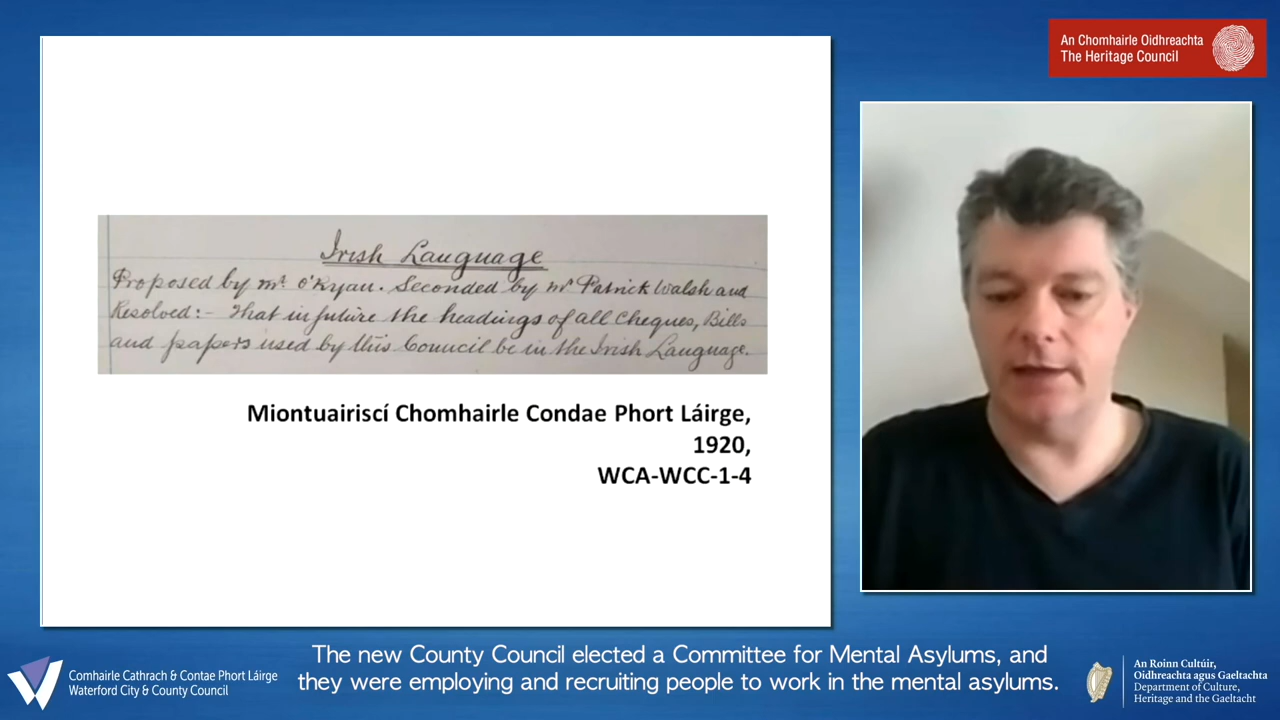 An Chomhairle Oidhreachta
The Heritage Council
Irish Language
Proposed by Mr. O'Ryan. Seconded by Mr Patrick Walsh and
Resolved:- That in future the headings of all Cheques, Bills
and papers used by this Council be in the Irish Language.
Miontuairiscí Chomhairle Condae Phort Láirge,
1920,
WCA-WCC-1-4
The new County Council elected a Committee for Mental Asylums, and
they were employing and recruiting people to work in the mental asylums.
Comhairle Cathrach & Contae Phort Láirge
Waterford City & County Council
An Roinn Cultúir,
Oidhreachta agus Gaeltachta
Department of Culture,
Heritage and the Gaeltacht